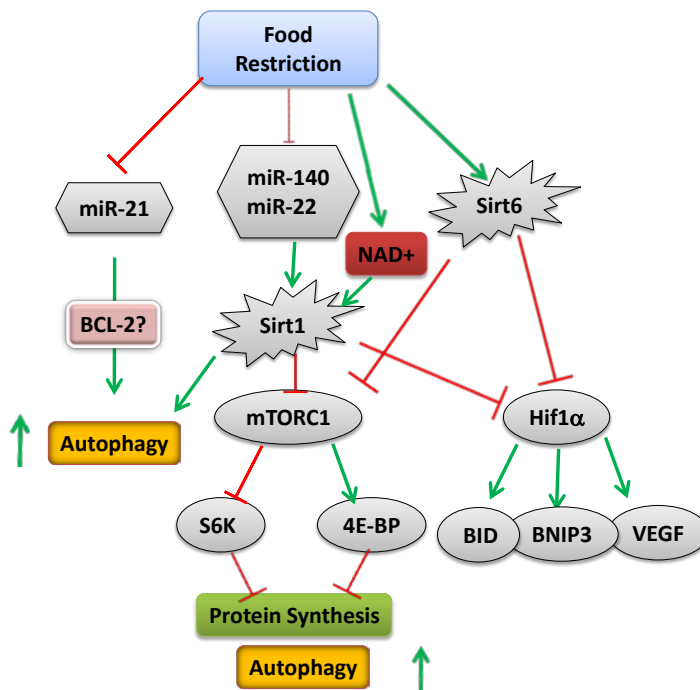 Food
Restriction
miR-21
miR-140
miR-22
Sirt6
NAD+
BCL-2?
Sirt1
Autophagy
mTORC1
Hif1α
S6K
4E-BP
BID
BNIP3
VEGF
Protein Synthesis
Autophagy